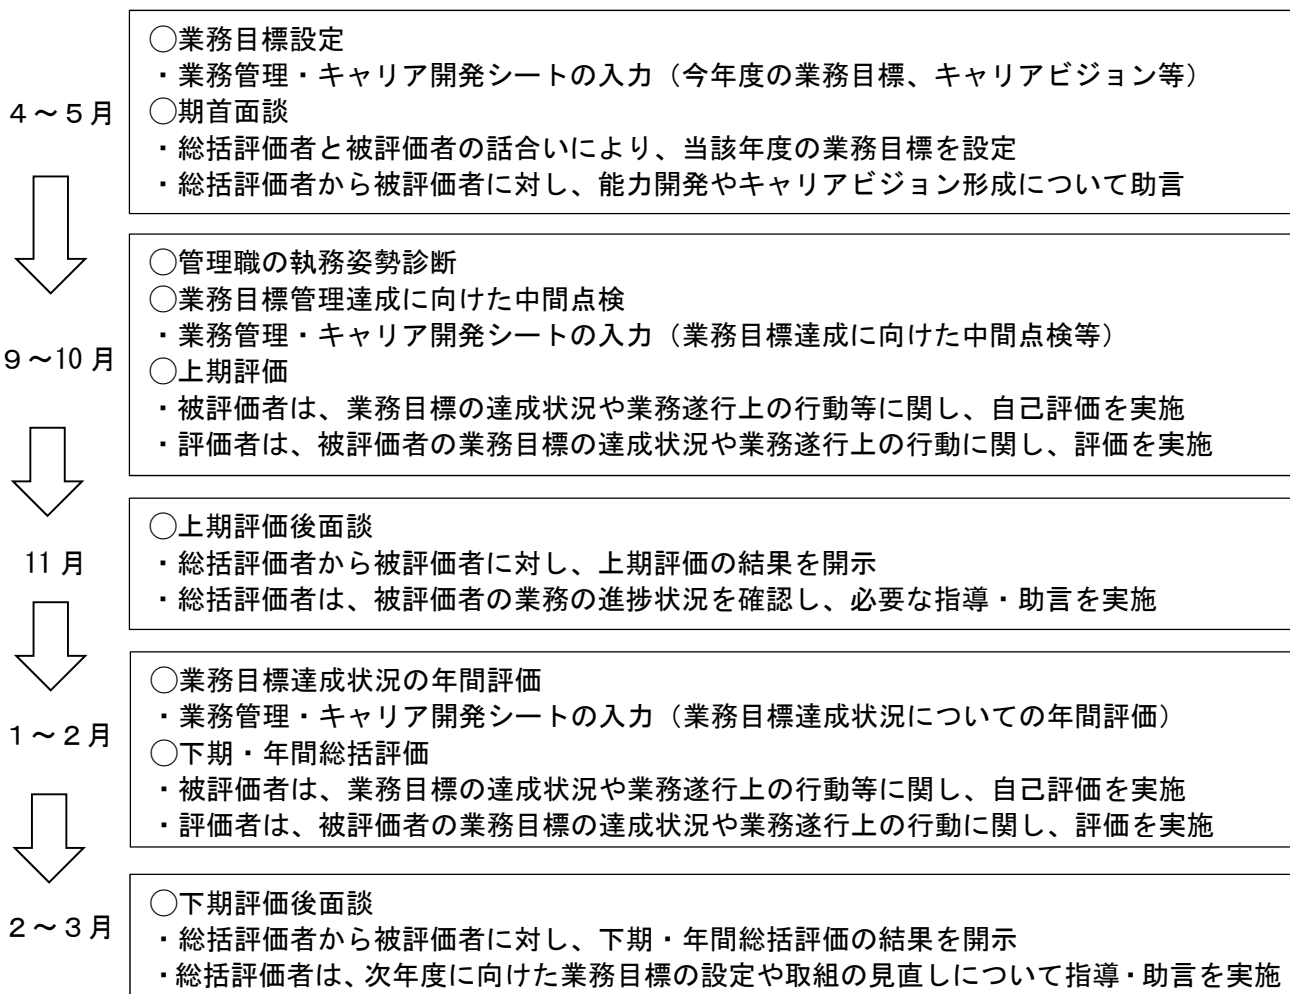 4～5月
○業務目標設定
・業務管理・キャリア開発シートの入力（今年度の業務目標、キャリアビジョン等）
○期首面談
・総括評価者と被評価者の話合いにより、当該年度の業務目標を設定
・総括評価者から被評価者に対し、能力開発やキャリアビジョン形成について助言
9～10月
○管理職の執務姿勢診断
○業務目標管理達成に向けた中間点検
・業務管理・キャリア開発シートの入力（業務目標達成に向けた中間点検等）
○上期評価
・被評価者は、業務目標の達成状況や業務遂行上の行動等に関し、自己評価を実施
・評価者は、被評価者の業務目標の達成状況や業務遂行上の行動に関し、評価を実施
11月
○上期評価後面談
・総括評価者から被評価者に対し、上期評価の結果を開示
・総括評価者は、被評価者の業務の進捗状況を確認し、必要な指導・助言を実施
1～2月
○業務目標達成状況の年間評価
・業務管理・キャリア開発シートの入力（業務目標達成状況についての年間評価）
○下期・年間総括評価
・被評価者は、業務目標の達成状況や業務遂行上の行動等に関し、自己評価を実施
・評価者は、被評価者の業務目標の達成状況や業務遂行上の行動に関し、評価を実施
2～3月
○下期評価後面談
・総括評価者から被評価者に対し、下期・年間総括評価の結果を開示
・総括評価者は、次年度に向けた業務目標の設定や取組の見直しについて指導・助言を実施